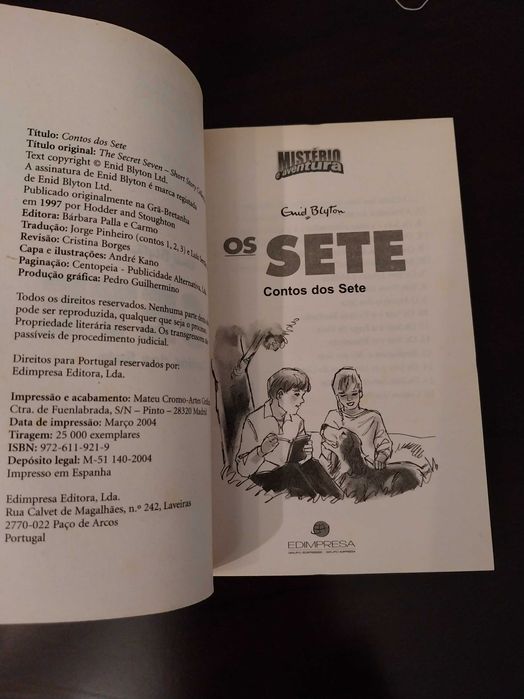 Título: Contos dos Sete
Título original: The Secret Seven – Short Story
Text copyright © Enid Blyton Ltd.
A assinatura de Enid Blyton é marca registada
de Enid Blyton Ltd.
Publicado originalmente na Grã-Bretanha
em 1997 por Hodder and Stoughton
Editora: Bárbara Palla e Carmo
Tradução: Jorge Pinheiro (contos 1, 2, 3) e Luís
Revisão: Cristina Borges
Capa e ilustrações: André Kano
Paginação: Centopeia - Publicidade Alternativa, Lda.
Produção gráfica: Pedro Guilhermino
Todos os direitos reservados. Nenhuma parte
pode ser reproduzida, qualquer que seja o processo.
Propriedade literária reservada. Os transgressores são
passíveis de procedimento judicial.
Direitos para Portugal reservados por:
Edimpresa Editora, Lda.
Impressão e acabamento: Mateu Cromo-Artes
Ctra. de Fuenlabrada, S/N – Pinto – 28320 Madrid
Data de impressão: Março 2004
Tiragem: 25 000 exemplares
ISBN: 972-611-921-9
Depósito legal: M-51 140-2004
Impresso em Espanha
Edimpresa Editora, Lda.
Rua Calvet de Magalhães, n.º 242, Laveiras
2770-022 Paço de Arcos
Portugal
MISTÉRIO
e aventura
Enid Blyton
OS SETE
Contos dos Sete
EDIMPRESA